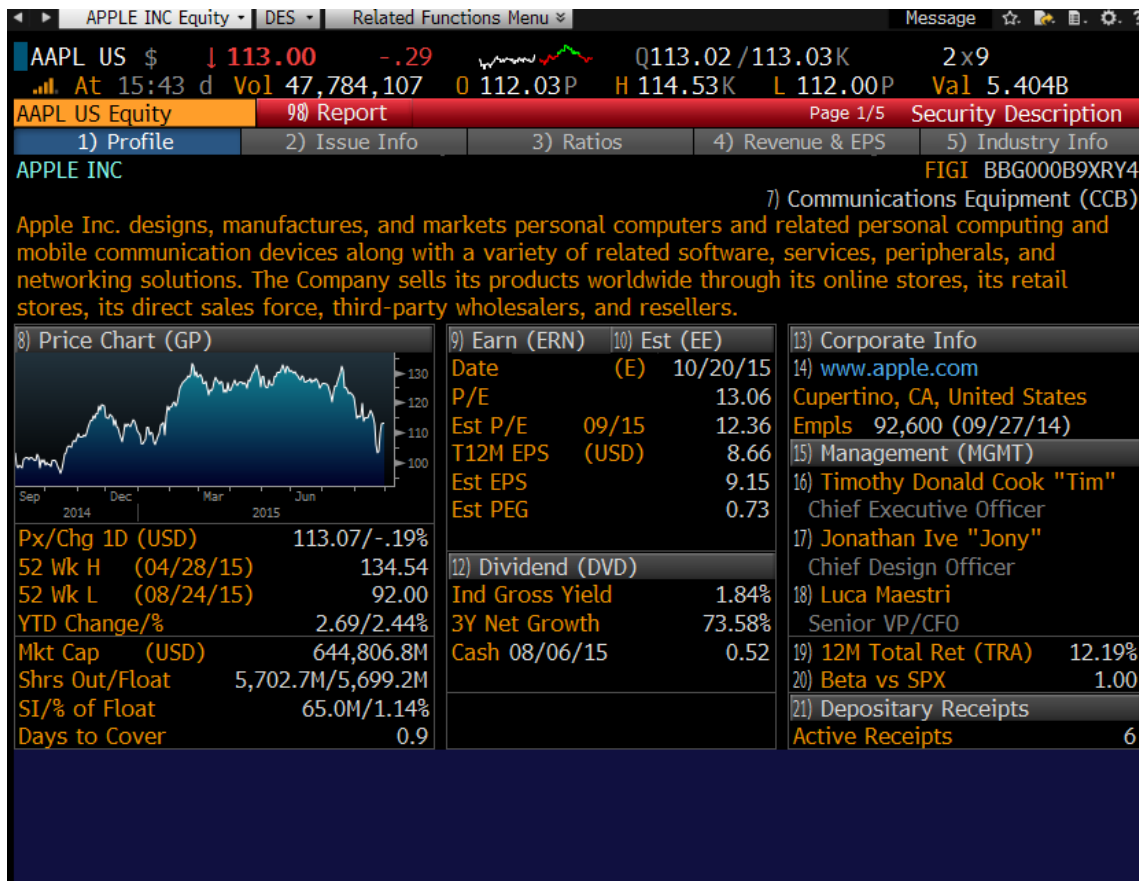 APPLE INC Equity DES Related Functions Menu Message
AAPL US $ ↓113.00 -.29 Q113.02/113.03K 2x9
At 15:43 d Vol 47,784,107 O 112.03P H 114.53K L 112.00P Val 5.404B
AAPL US Equity 98) Report Page 1/5 Security Description
1) Profile 2) Issue Info 3) Ratios 4) Revenue & EPS 5) Industry Info
APPLE INC FIGI BBG000B9XRY4
7) Communications Equipment (CCB)
Apple Inc. designs, manufactures, and markets personal computers and related personal computing and
mobile communication devices along with a variety of related software, services, peripherals, and
networking solutions. The Company sells its products worldwide through its online stores, its retail
stores, its direct sales force, third-party wholesalers, and resellers.
8) Price Chart (GP)
130
120
110
100
Sep Dec Mar Jun
2014 2015
Px/Chg 1D (USD) 113.07/-.19%
52 Wk H (04/28/15) 134.54
52 Wk L (08/24/15) 92.00
YTD Change/% 2.69/2.44%
Mkt Cap (USD) 644,806.8M
Shrs Out/Float 5,702.7M/5,699.2M
SI/% of Float 65.0M/1.14%
Days to Cover 0.9
9) Earn (ERN) 10) Est (EE)
Date (E) 10/20/15
P/E 13.06
Est P/E 09/15 12.36
T12M EPS (USD) 8.66
Est EPS 9.15
Est PEG 0.73
12) Dividend (DVD)
Ind Gross Yield 1.84%
3Y Net Growth 73.58%
Cash 08/06/15 0.52
13) Corporate Info
14) www.apple.com
Cupertino, CA, United States
Empls 92,600 (09/27/14)
15) Management (MGMT)
16) Timothy Donald Cook "Tim"
Chief Executive Officer
17) Jonathan Ive "Jony"
Chief Design Officer
18) Luca Maestri
Senior VP/CFO
19) 12M Total Ret (TRA) 12.19%
20) Beta vs SPX 1.00
21) Depositary Receipts
Active Receipts 6